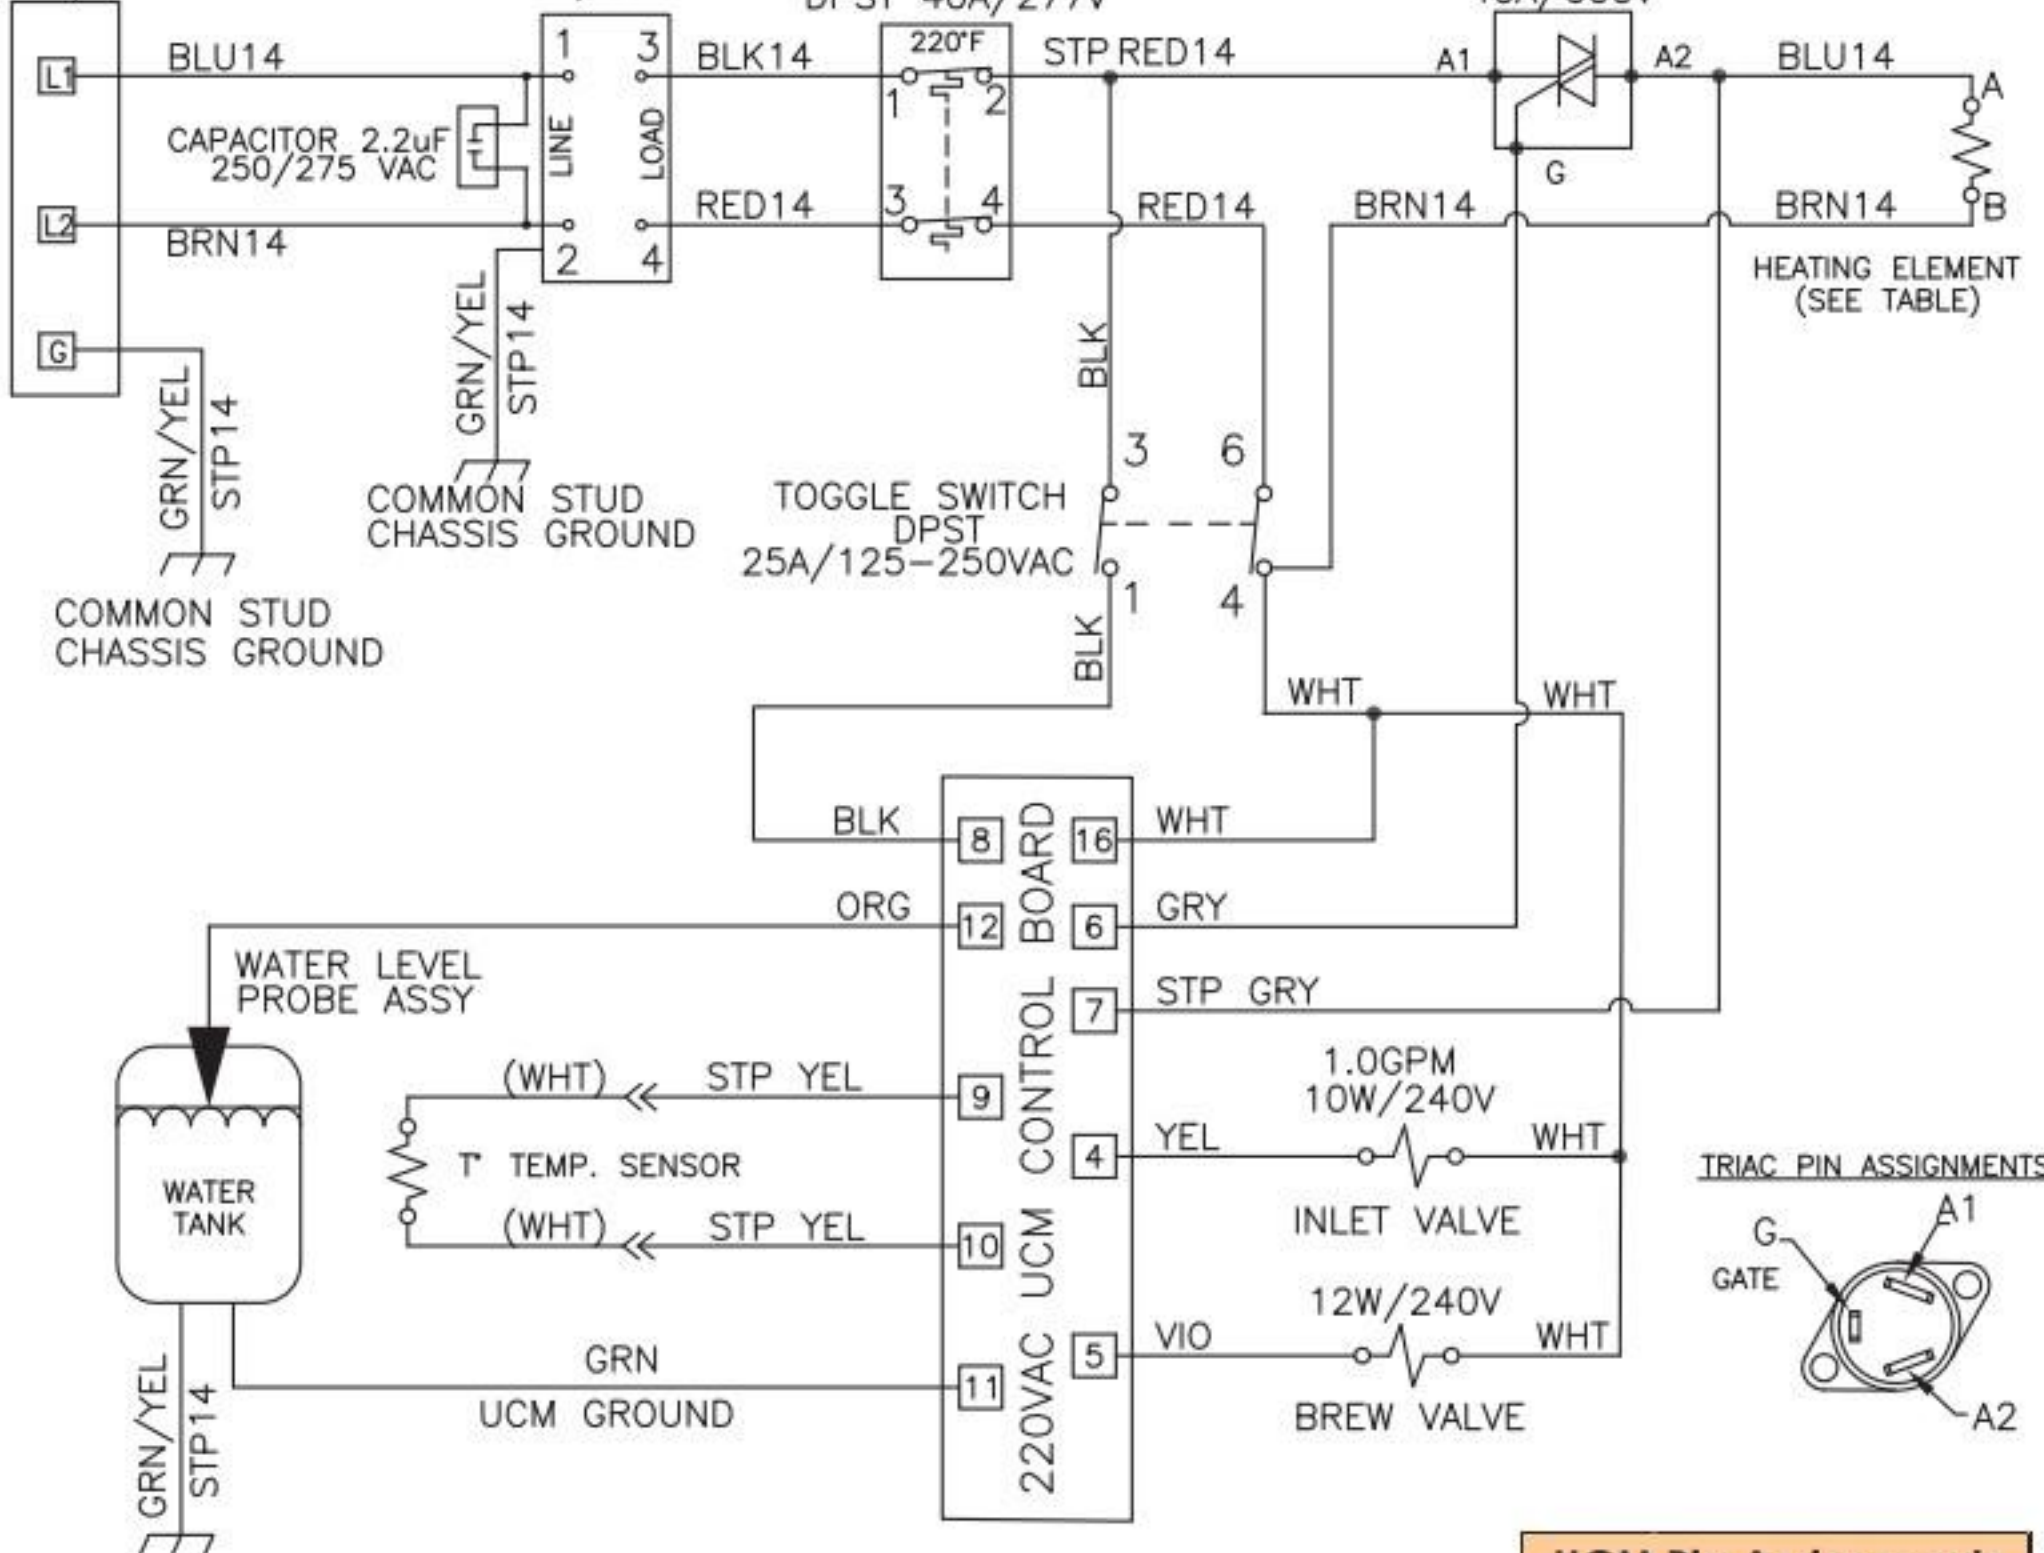 DPST 40A/277V
L1
BLU14
1
3
BLK14
220°F
STP RED14
A1
A2
BLU14
A
1
2
CAPACITOR 2.2uF
250/275 VAC
LINE
LOAD
G
L2
BRN14
RED14
3
4
RED14
BRN14
BRN14
B
2
4
HEATING ELEMENT
(SEE TABLE)
G
GRN/YEL
STP14
GRN/YEL
STP14
BLK
COMMON STUD
CHASSIS GROUND
COMMON STUD
CHASSIS GROUND
3
6
TOGGLE SWITCH
DPST
25A/125-250VAC
1
4
BLK
WHT
WHT
220VAC UCM CONTROL BOARD
BLK
8
16
WHT
ORG
12
6
GRY
WATER LEVEL
PROBE ASSY
7
STP GRY
(WHT)
STP YEL
9
1.0GPM
10W/240V
4
YEL
WHT
INLET VALVE
T° TEMP. SENSOR
WATER
TANK
(WHT)
STP YEL
10
12W/240V
5
VIO
WHT
BREW VALVE
GRN
11
UCM GROUND
GRN/YEL
STP14
TRIAC PIN ASSIGNMENTS
A1
G
GATE
A2